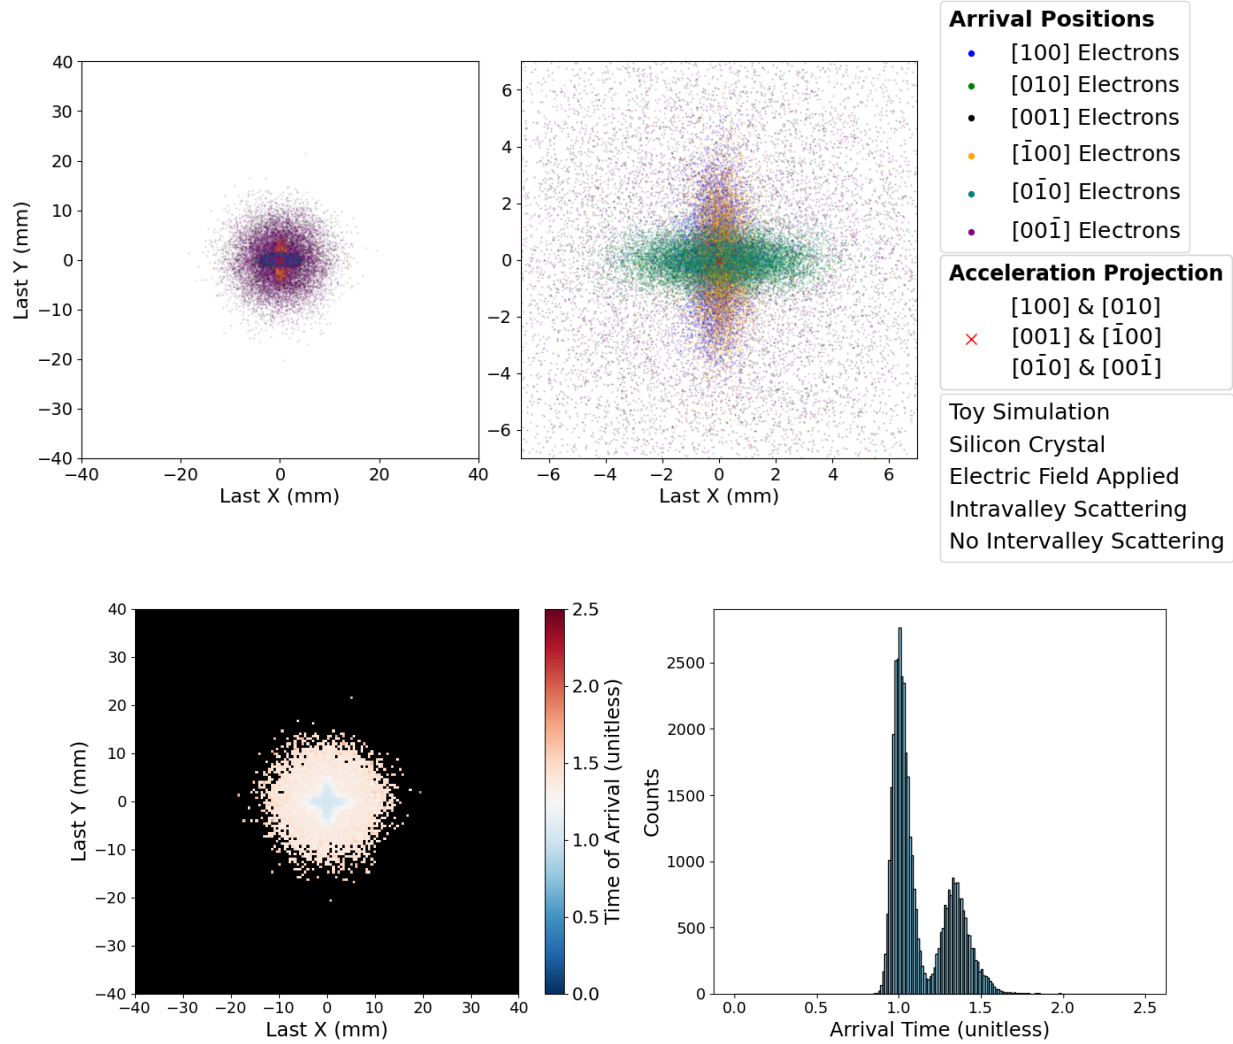 Arrival Positions
[100] Electrons
[010] Electrons
[001] Electrons
[1̄00] Electrons
[01̄0] Electrons
[001̄] Electrons
Acceleration Projection
[100] & [010]
[001] & [1̄00]
[01̄0] & [001̄]
Toy Simulation
Silicon Crystal
Electric Field Applied
Intravalley Scattering
No Intervalley Scattering
40
30
20
10
0
−10
−20
−30
−40
Last Y (mm)
−40
−20
0
20
40
Last X (mm)
6
4
2
0
−2
−4
−6
−6
−4
−2
0
2
4
6
Last X (mm)
40
30
20
10
0
−10
−20
−30
−40
Last Y (mm)
−40
−30
−20
−10
0
10
20
30
40
Last X (mm)
2.5
2.0
1.5
1.0
0.5
0.0
Time of Arrival (unitless)
2500
2000
1500
1000
500
0
Counts
0.0
0.5
1.0
1.5
2.0
2.5
Arrival Time (unitless)